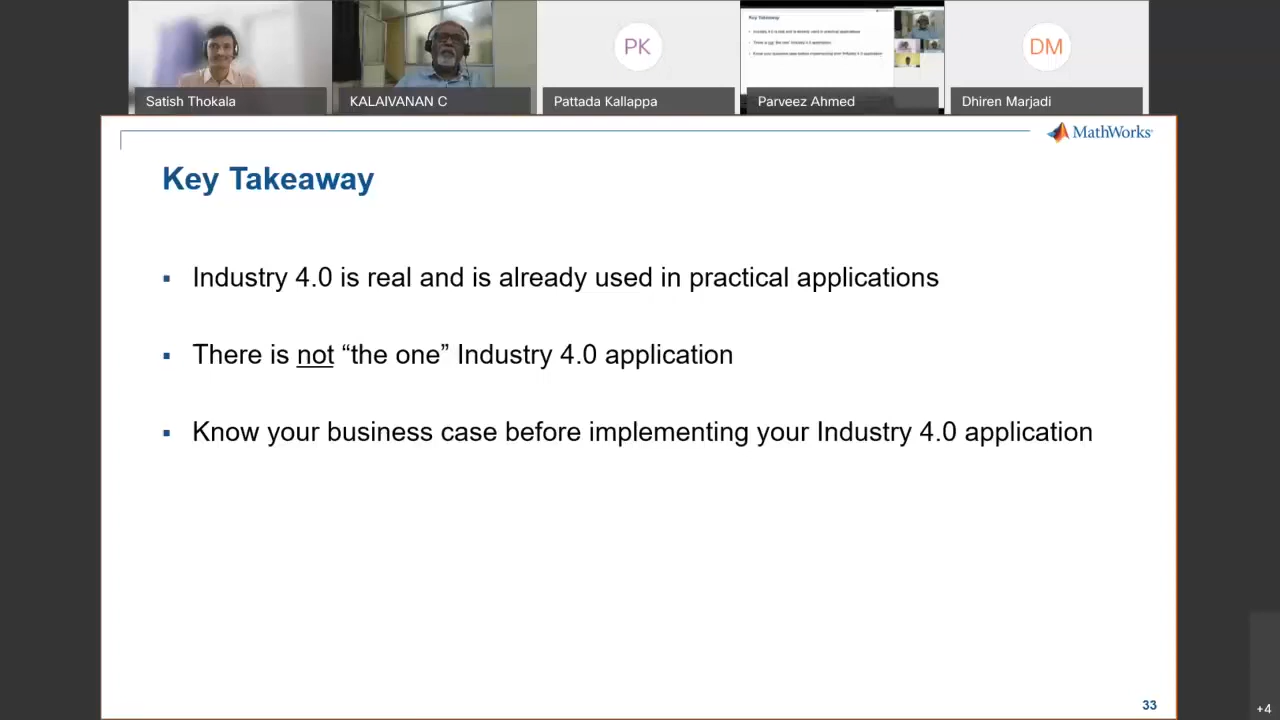 PK
DM
Satish Thokala
KALAIVANAN C
Pattada Kallappa
Parveez Ahmed
Dhiren Marjadi
MathWorks
Key Takeaway
▪ Industry 4.0 is real and is already used in practical applications
▪ There is not “the one” Industry 4.0 application
▪ Know your business case before implementing your Industry 4.0 application
33
+4